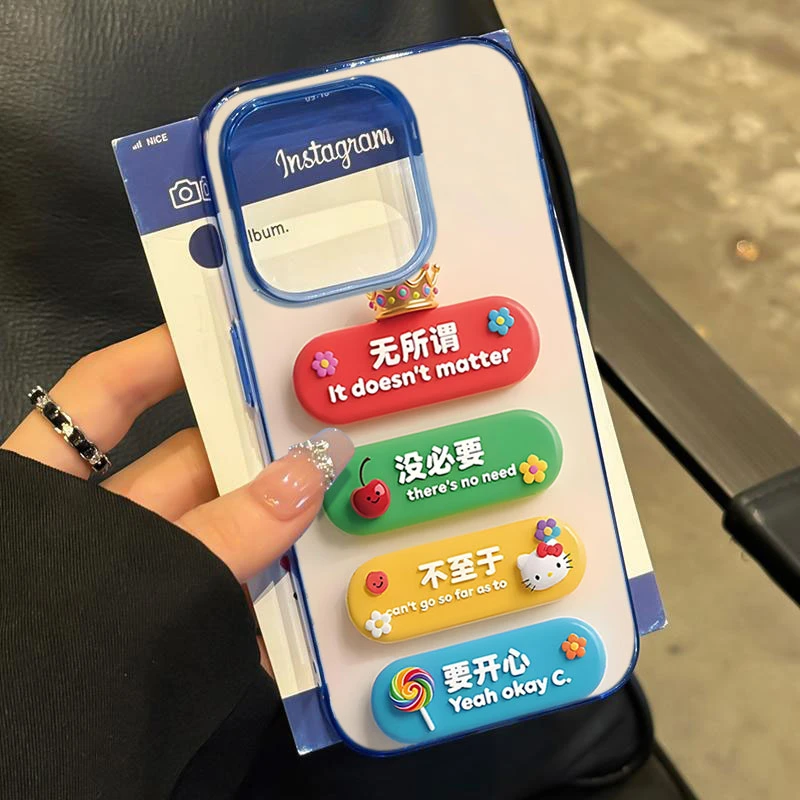 NICE
Instagram
lbum.
无所谓
It doesn't matter
没必要
there's no need
不至于
can't go so far as to
要开心
Yeah okay C.